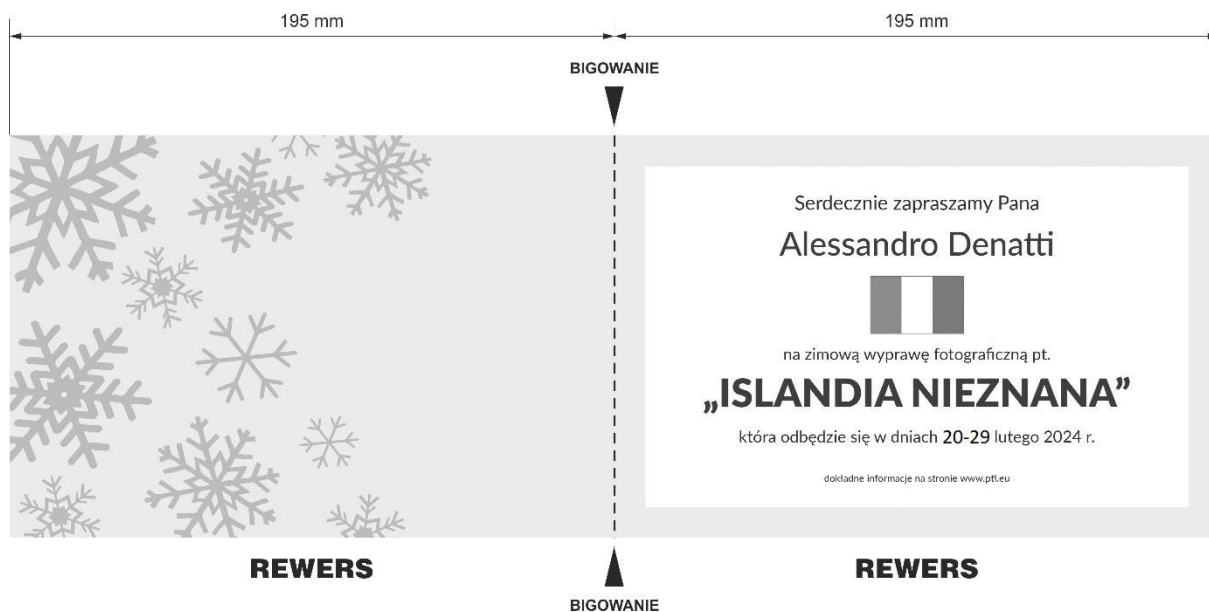 195 mm
195 mm
BIGOWANIE
Serdecznie zapraszamy Pana
Alessandro Denatti
na zimową wyprawę fotograficzną pt.
„ISLANDIA NIEZNANA”
która odbędzie się w dniach 20-29 lutego 2024 r.
dokładne informacje na stronie www.ptl.eu
REWERS
REWERS
BIGOWANIE